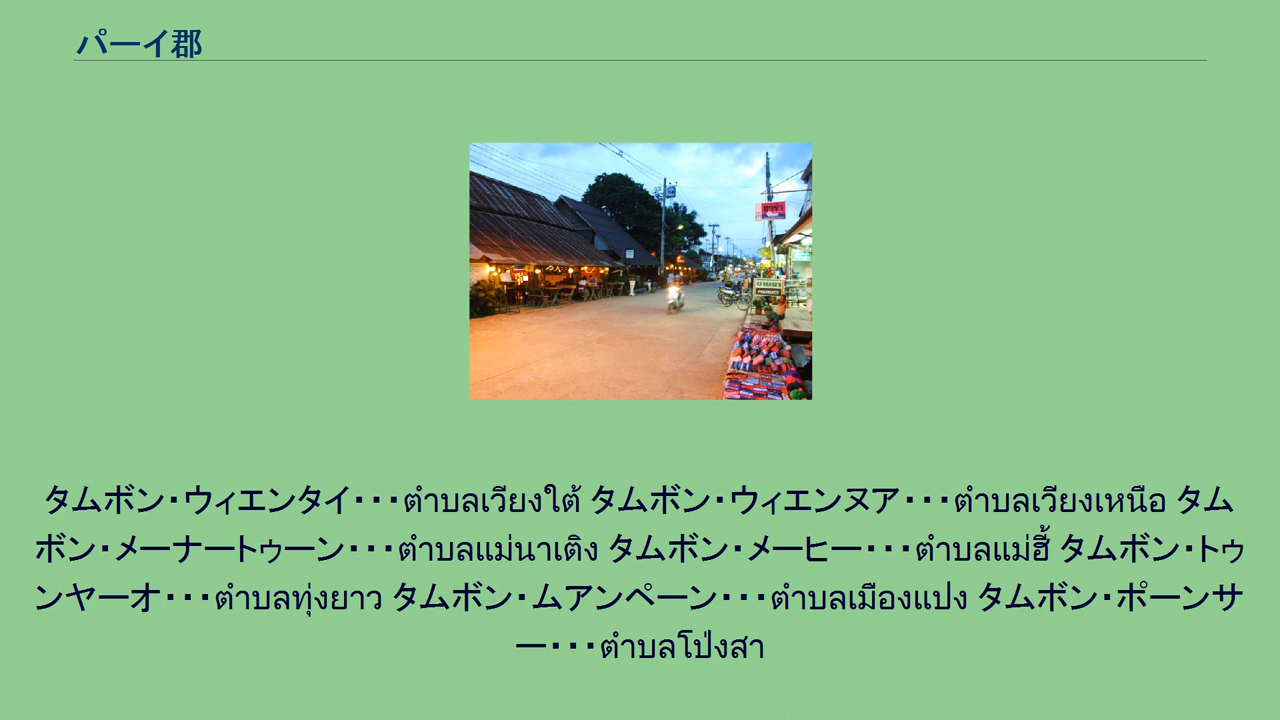 パーイ郡
PHARMACY
タムボン・ウィエンタイ・・・ตำบลเวียงใต้ タムボン・ウィエンヌア・・・ตำบลเวียงเหนือ タム
ボン・メーナートゥーン・・・ตำบลแม่นาเติง タムボン・メーヒー・・・ตำบลแม่ฮี้ タムボン・トゥ
ンヤーオ・・・ตำบลทุ่งยาว タムボン・ムアンペーン・・・ตำบลเมืองแปง タムボン・ポーンサ
ー・・・ตำบลโป่งสา